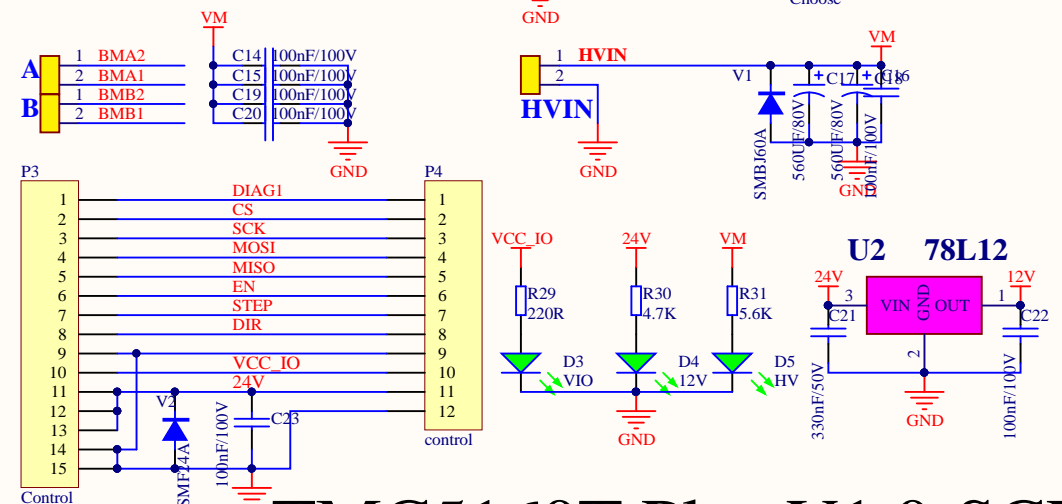 GND
Choose
VM
A
1 BMA2
2 BMA1
B
1 BMB2
2 BMB1
C14 100nF/100V
C15 100nF/100V
C19 100nF/100V
C20 100nF/100V
GND
1 HVIN
2
HVIN
GND
VM
V1
SMBJ60A
C17
560UF/80V
C18
560UF/80V
C16
100nF/100V
GND
P3
P4
1 DIAG1 1
2 CS 2
3 SCK 3
4 MOSI 4
5 MISO 5
6 EN 6
7 STEP 7
8 DIR 8
9 9
10 VCC_IO 10
11 24V 11
12 12
13
14
15
V2
SMF24A
C23
100nF/100V
Control
control
VCC_IO
24V
VM
R29
220R
R30
4.7K
R31
5.6K
D3
VIO
D4
12V
D5
HV
GND
U2 78L12
24V
3 VIN GND OUT 1
2
12V
C21
330nF/50V
C22
100nF/100V
GND